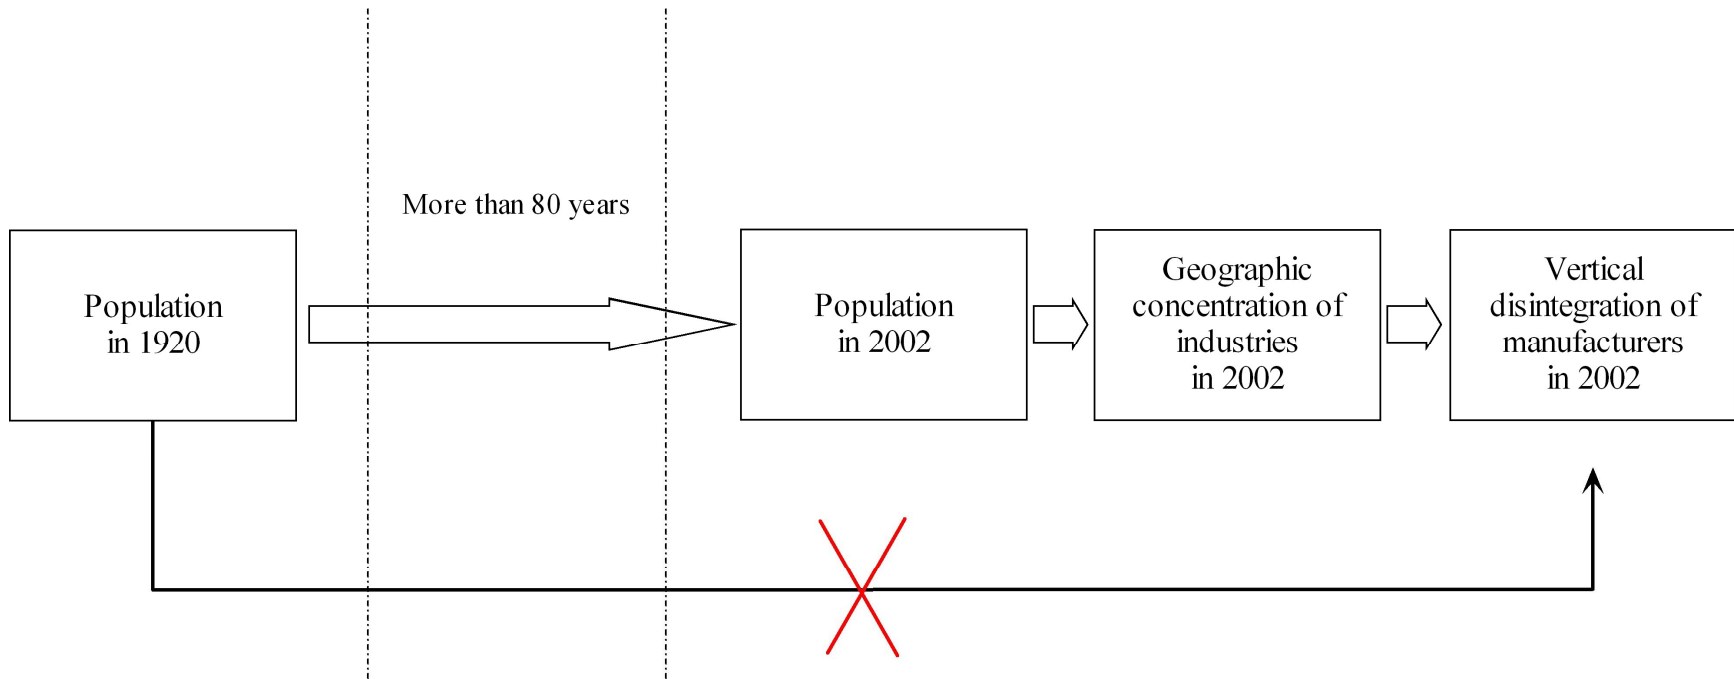 More than 80 years
Population
in 1920
Population
in 2002
Geographic
concentration of
industries
in 2002
Vertical
disintegration of
manufacturers
in 2002